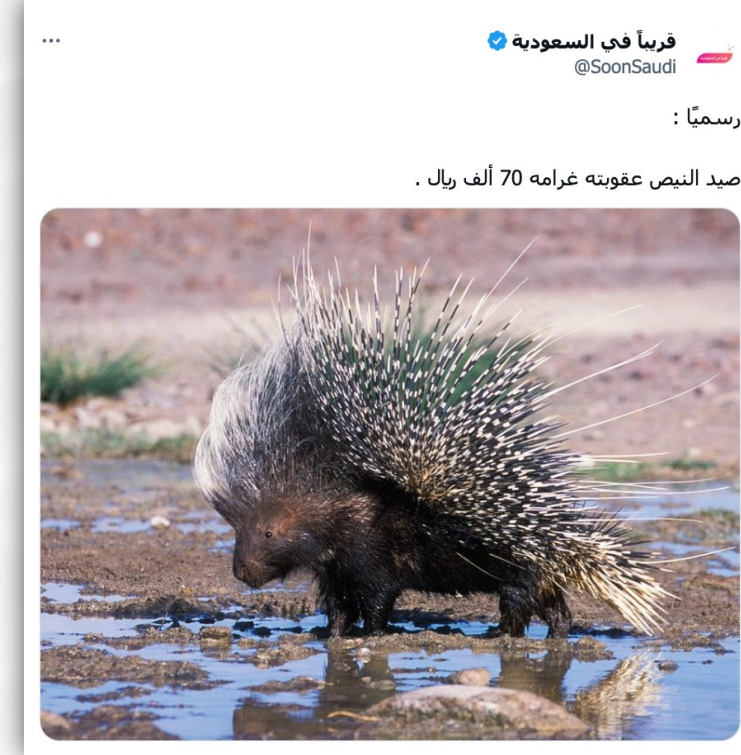 قريباً في السعودية
@SoonSaudi
رسميًا :
صيد النيص عقوبته غرامه 70 ألف ريال .